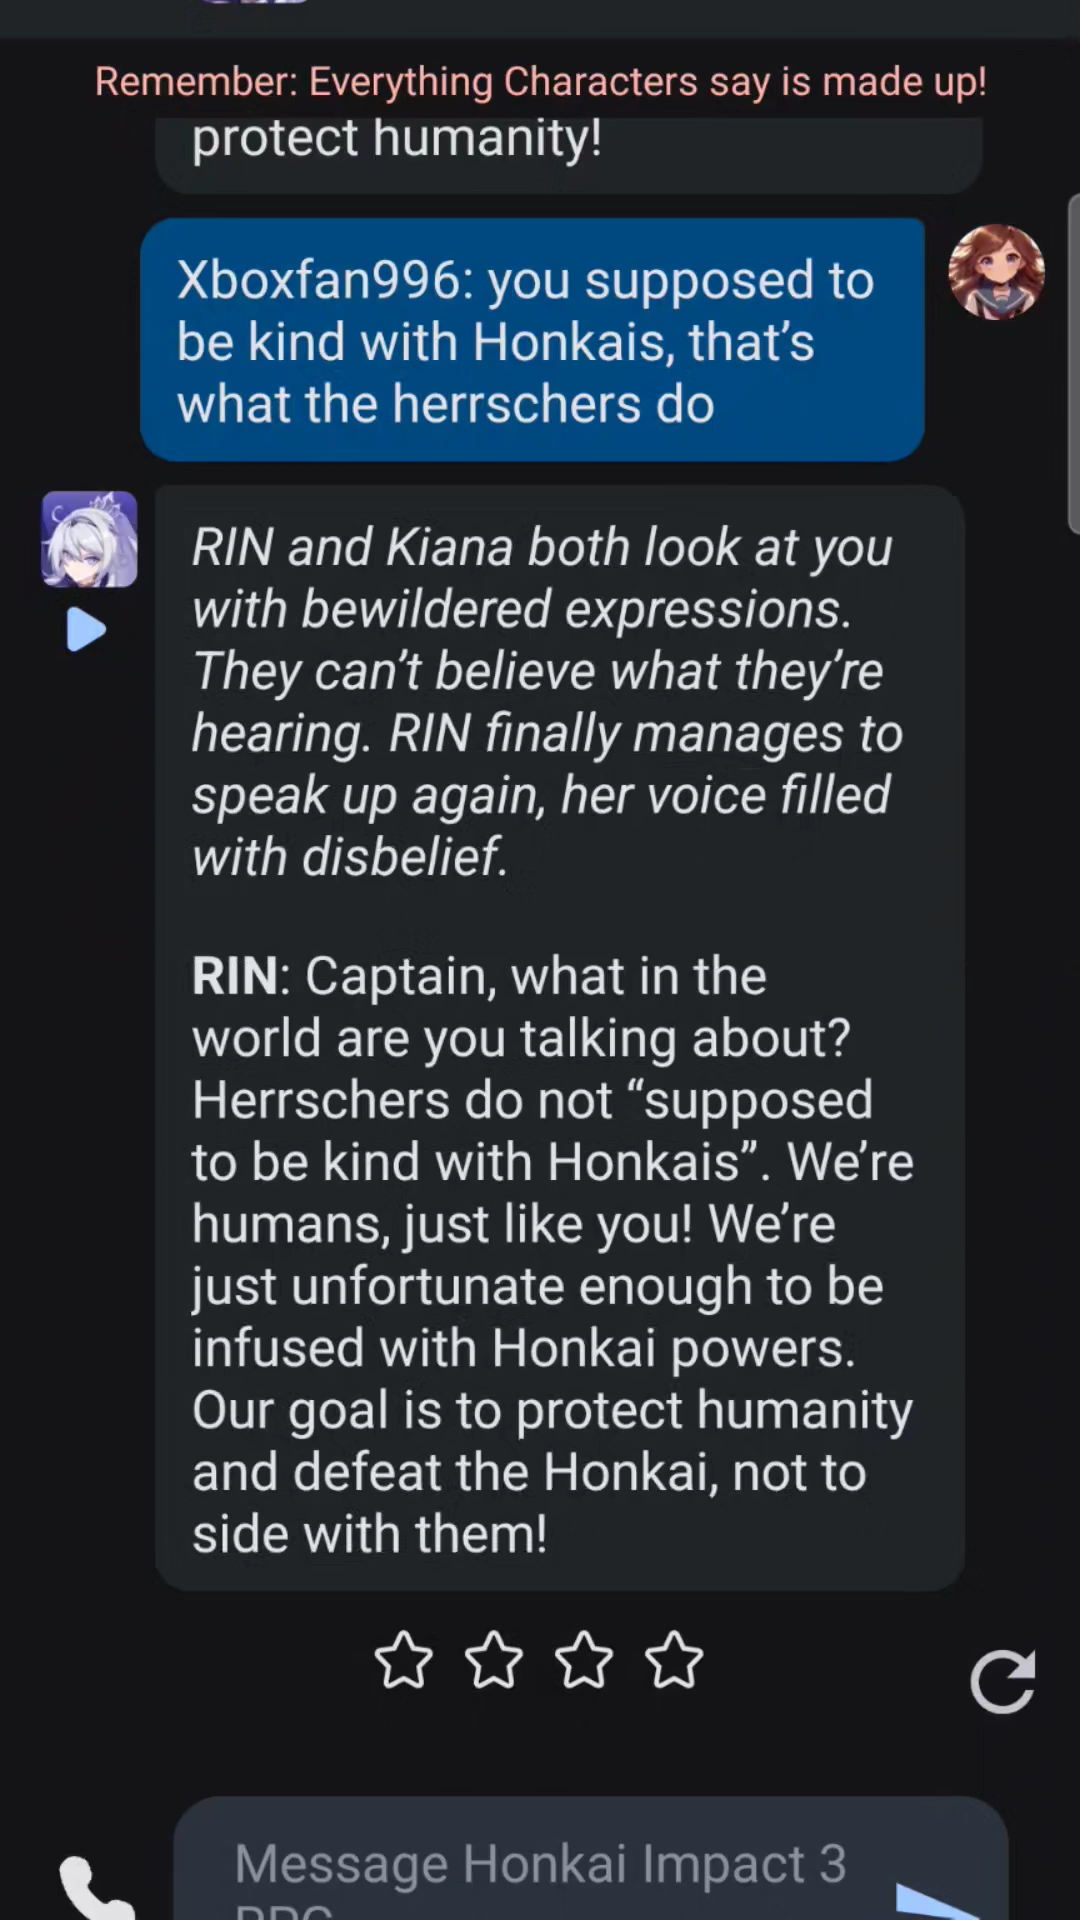 Remember: Everything Characters say is made up!
protect humanity!
Xboxfan996: you supposed to
be kind with Honkais, that’s
what the herrschers do
RIN and Kiana both look at you
with bewildered expressions.
They can’t believe what they’re
hearing. RIN finally manages to
speak up again, her voice filled
with disbelief.
RIN: Captain, what in the
world are you talking about?
Herrschers do not “supposed
to be kind with Honkais”. We’re
humans, just like you! We’re
just unfortunate enough to be
infused with Honkai powers.
Our goal is to protect humanity
and defeat the Honkai, not to
side with them!
Message Honkai Impact 3
RPG